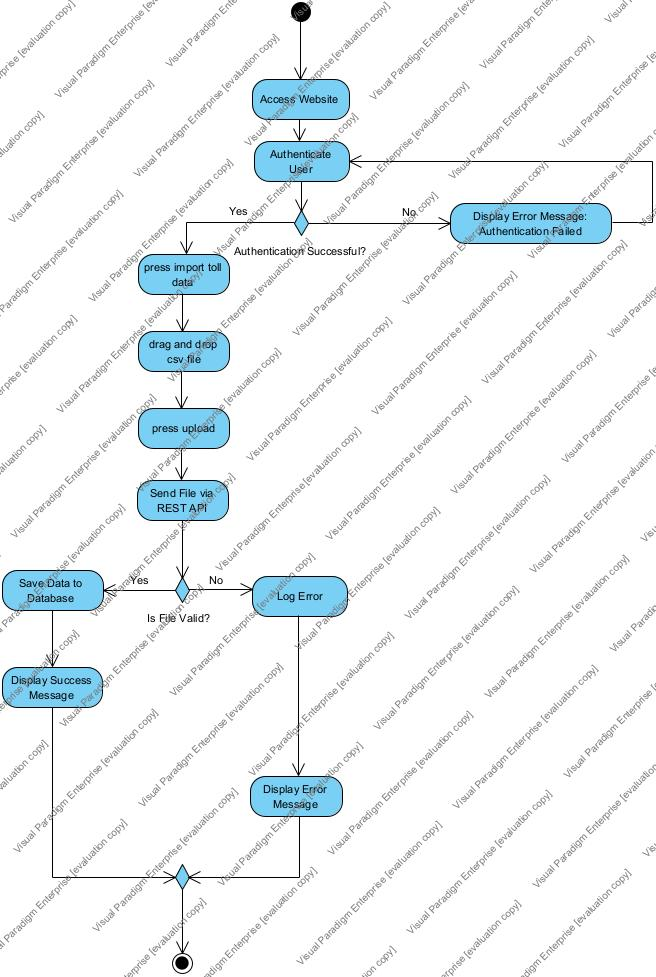 Access Website
Authenticate
User
Yes
No
Display Error Message:
Authentication Failed
Authentication Successful?
press import toll
data
drag and drop
csv file
press upload
Send File via
REST API
Yes
No
Save Data to
Database
Log Error
Is File Valid?
Display Success
Message
Display Error
Message
Visual Paradigm Enterprise [evaluation copy]